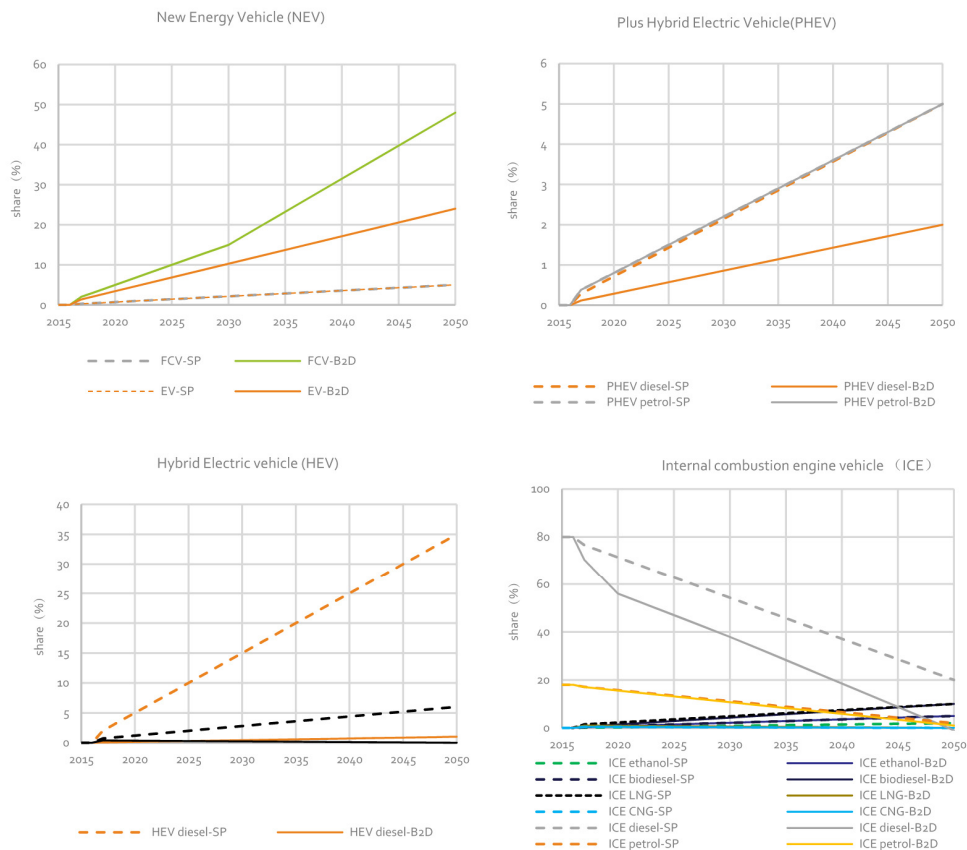 New Energy Vehicle (NEV)
60
50
40
30
20
10
0
share（%）
2015 2020 2025 2030 2035 2040 2045 2050
FCV-SP FCV-B2D
EV-SP EV-B2D
Plus Hybrid Electric Vehicle(PHEV)
6
5
4
3
2
1
0
share（%）
2015 2020 2025 2030 2035 2040 2045 2050
PHEV diesel-SP PHEV diesel-B2D
PHEV petrol-SP PHEV petrol-B2D
Hybrid Electric vehicle (HEV)
40
35
30
25
20
15
10
5
0
share（%）
2015 2020 2025 2030 2035 2040 2045 2050
HEV diesel-SP HEV diesel-B2D
Internal combustion engine vehicle （ICE）
100
80
60
40
20
0
share（%）
2015 2020 2025 2030 2035 2040 2045 2050
ICE ethanol-SP ICE ethanol-B2D
ICE biodiesel-SP ICE biodiesel-B2D
ICE LNG-SP ICE LNG-B2D
ICE CNG-SP ICE CNG-B2D
ICE diesel-SP ICE diesel-B2D
ICE petrol-SP ICE petrol-B2D